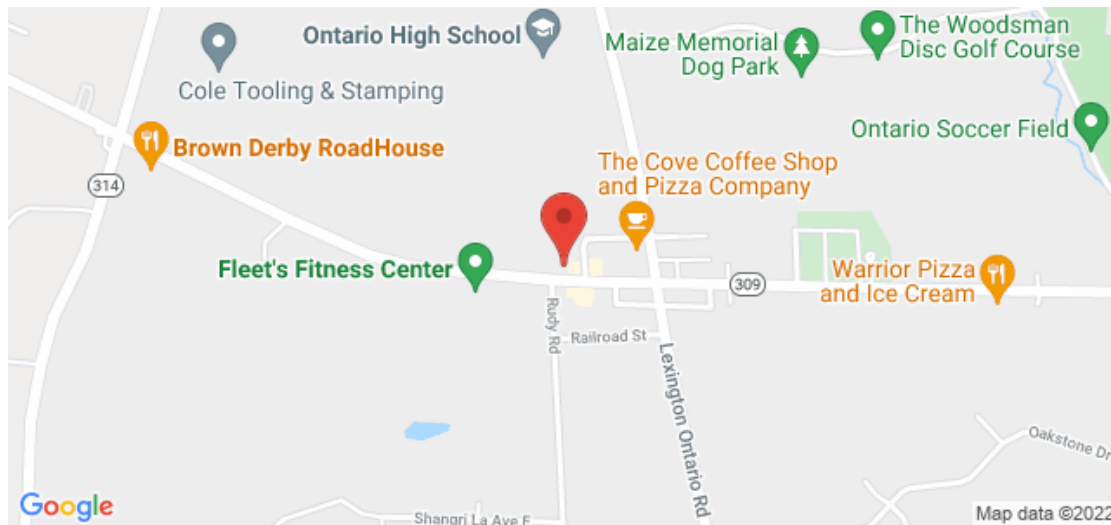 Ontario High School
Cole Tooling & Stamping
Maize Memorial
Dog Park
The Woodsman
Disc Golf Course
Ontario Soccer Field
Brown Derby RoadHouse
314
The Cove Coffee Shop
and Pizza Company
Fleet's Fitness Center
309
Warrior Pizza
and Ice Cream
Rudy Rd
Railroad St
Lexington Ontario Rd
Oakstone Dr
Google
Shangri La Ave E
Map data ©2022